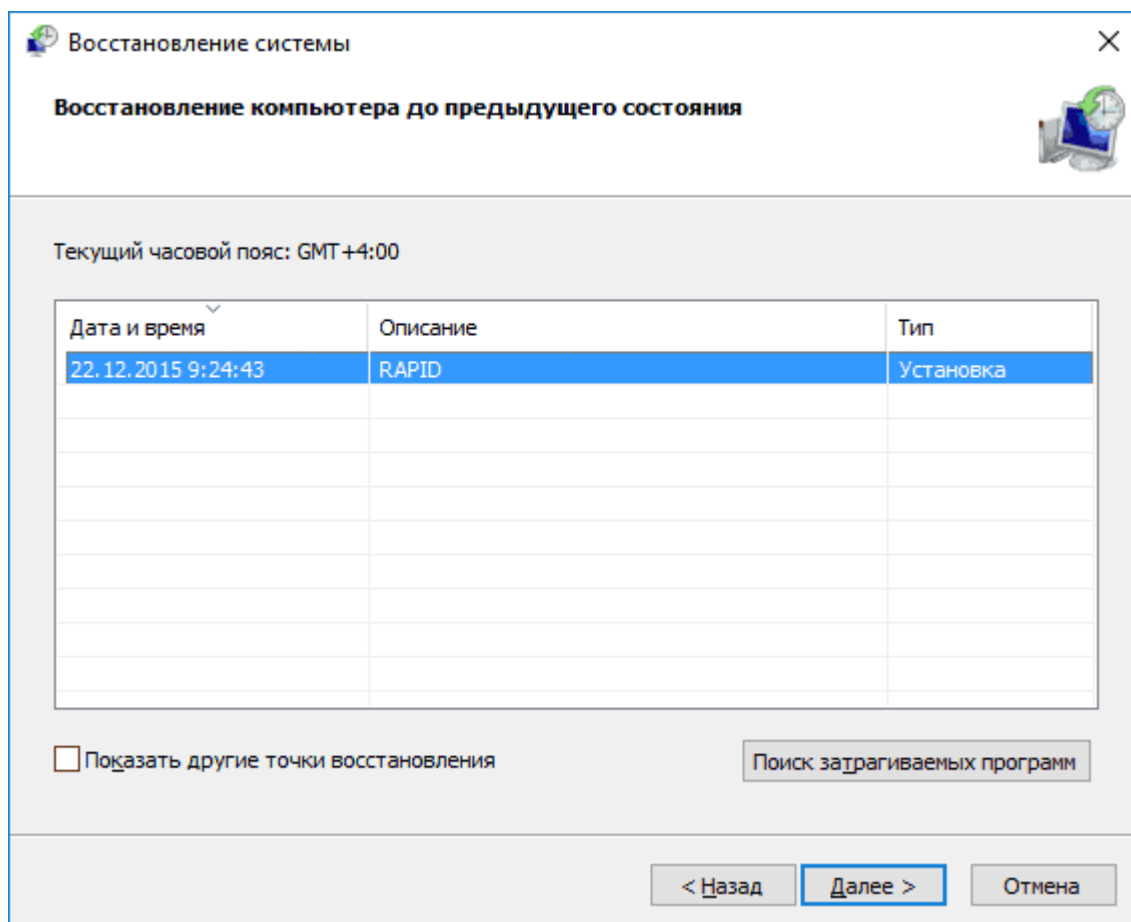 Восстановление системы
Восстановление компьютера до предыдущего состояния
Текущий часовой пояс: GMT+4:00
Дата и время Описание Тип
22.12.2015 9:24:43 RAPID Установка
Показать другие точки восстановления Поиск затрагиваемых программ
< Назад Далее > Отмена